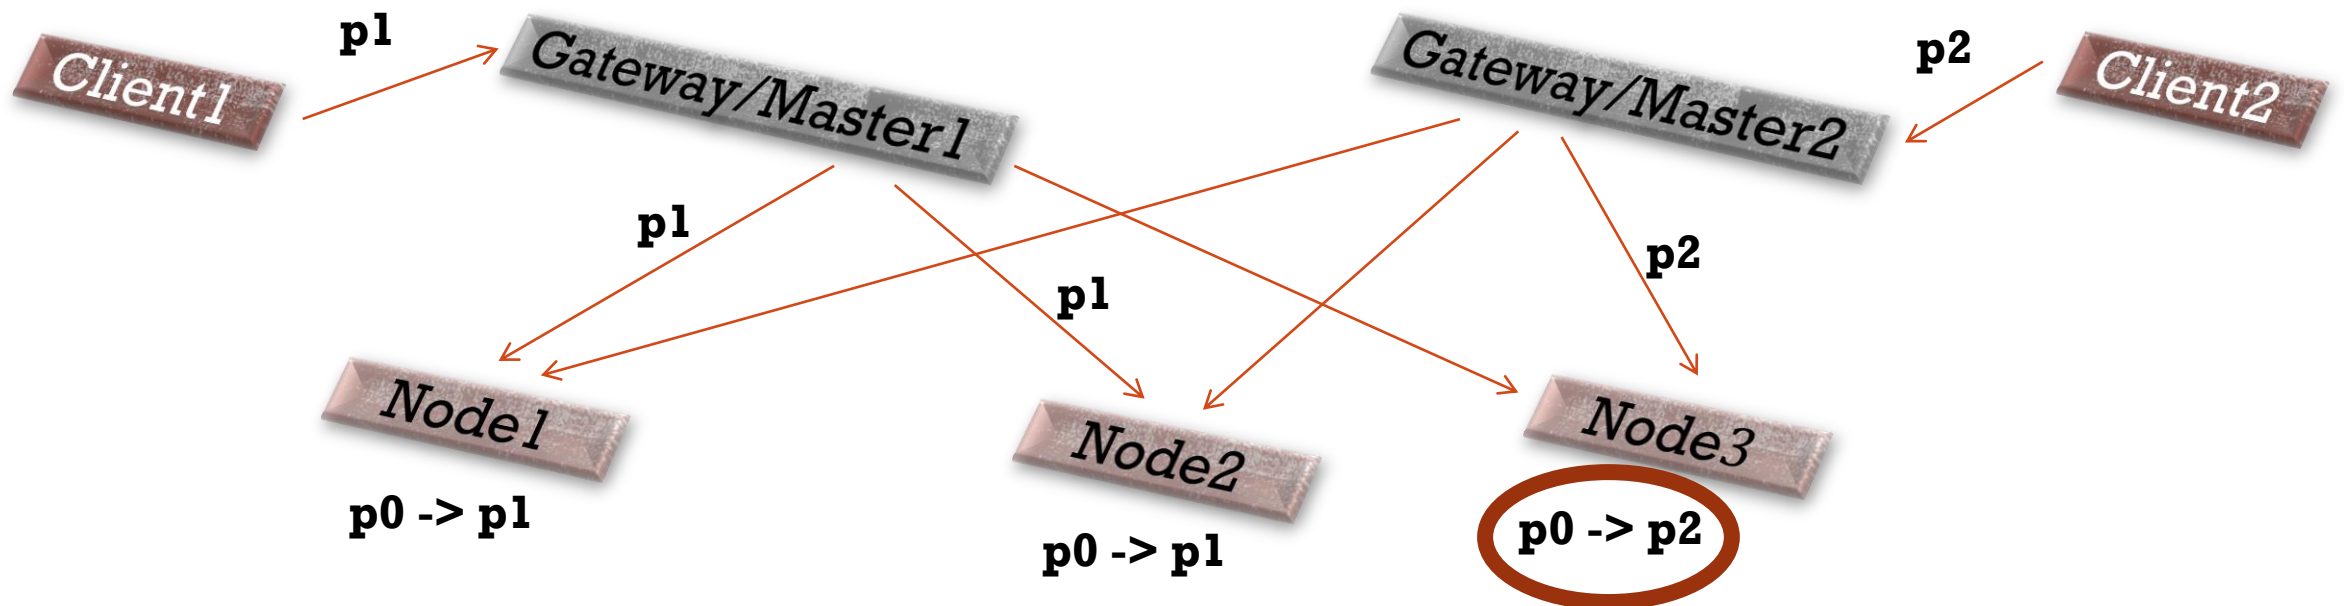 p1
p2
Client1
Gateway/Master1
Gateway/Master2
Client2
p1
p2
p1
Node1
Node2
Node3
p0 -> p1
p0 -> p1
p0 -> p2